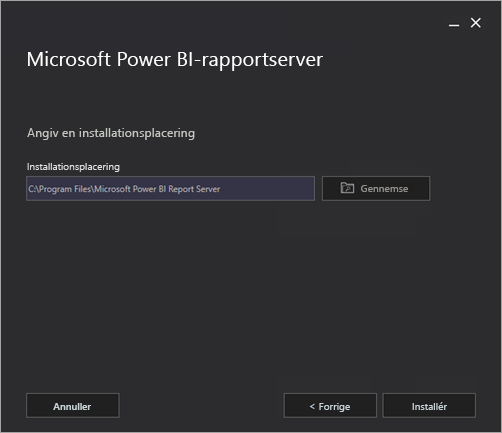 Microsoft Power BI-rapportserver
Angiv en installationsplacering
Installationsplacering
C:\Program Files\Microsoft Power BI Report Server
Gennemse
Annuller
< Forrige
Installér